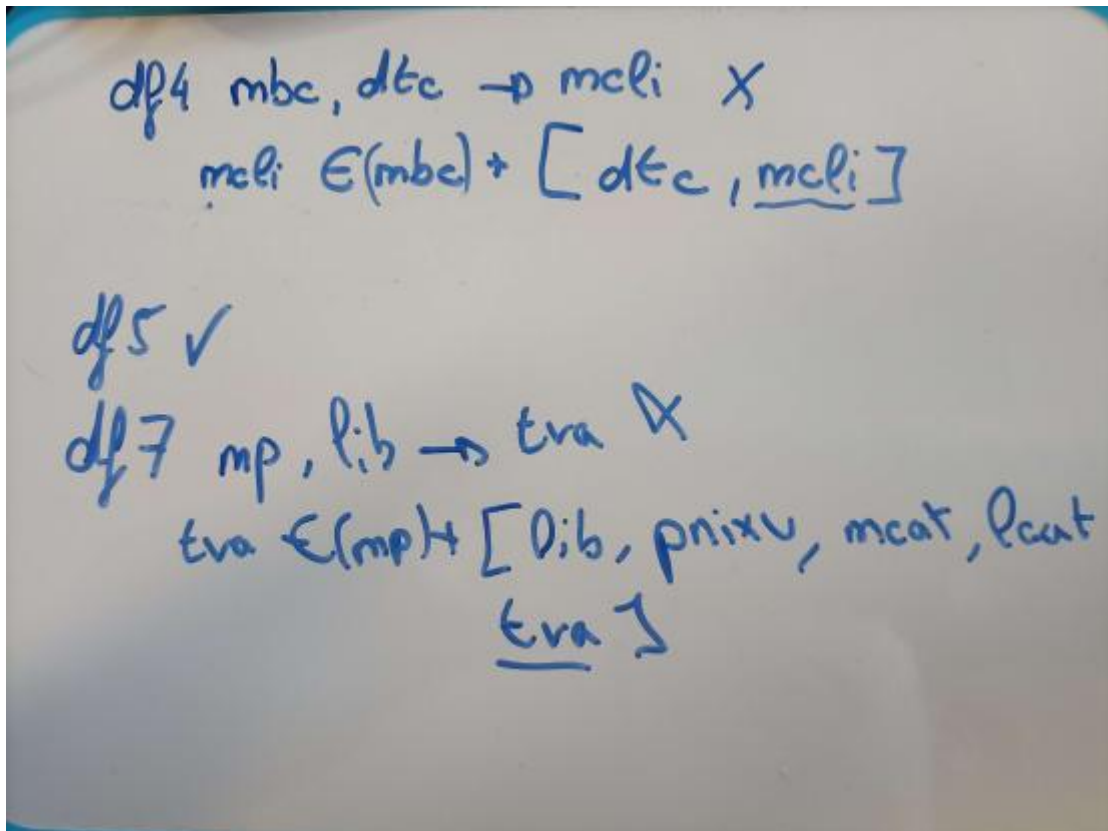 df4 mbc, dtc → mcli X
mcli ∈(mbc)+ [dtc, mcli]
df5 ✓
df7 mp, lib → tva X
tva ∈(mp)+ [lib, pnixv, mcat, lcat
tva]